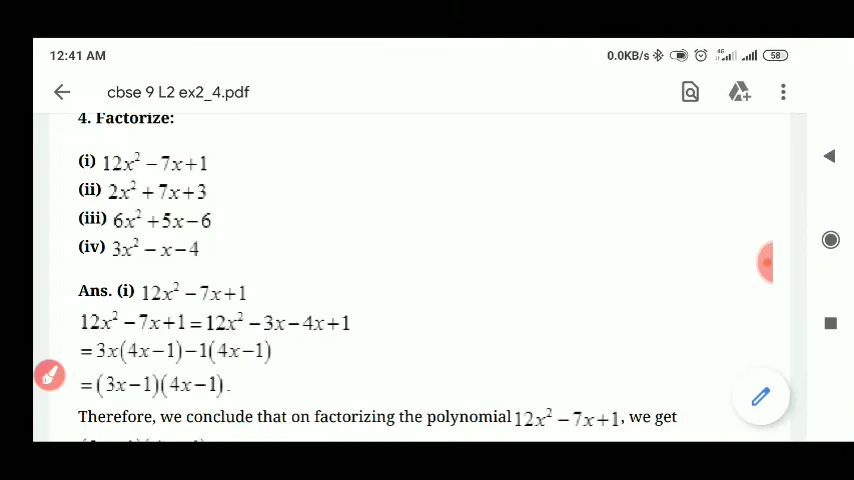 12:41 AM 0.0KB/s 4G 58
cbse 9 L2 ex2_4.pdf
4. Factorize:
(i) 12x² – 7x+1
(ii) 2x² + 7x+3
(iii) 6x² +5x–6
(iv) 3x² – x – 4
Ans. (i) 12x² – 7x+1
12x² – 7x+1 = 12x² – 3x – 4x+1
= 3x(4x–1)–1(4x–1)
= (3x–1)(4x–1).
Therefore, we conclude that on factorizing the polynomial 12x² – 7x+1, we get